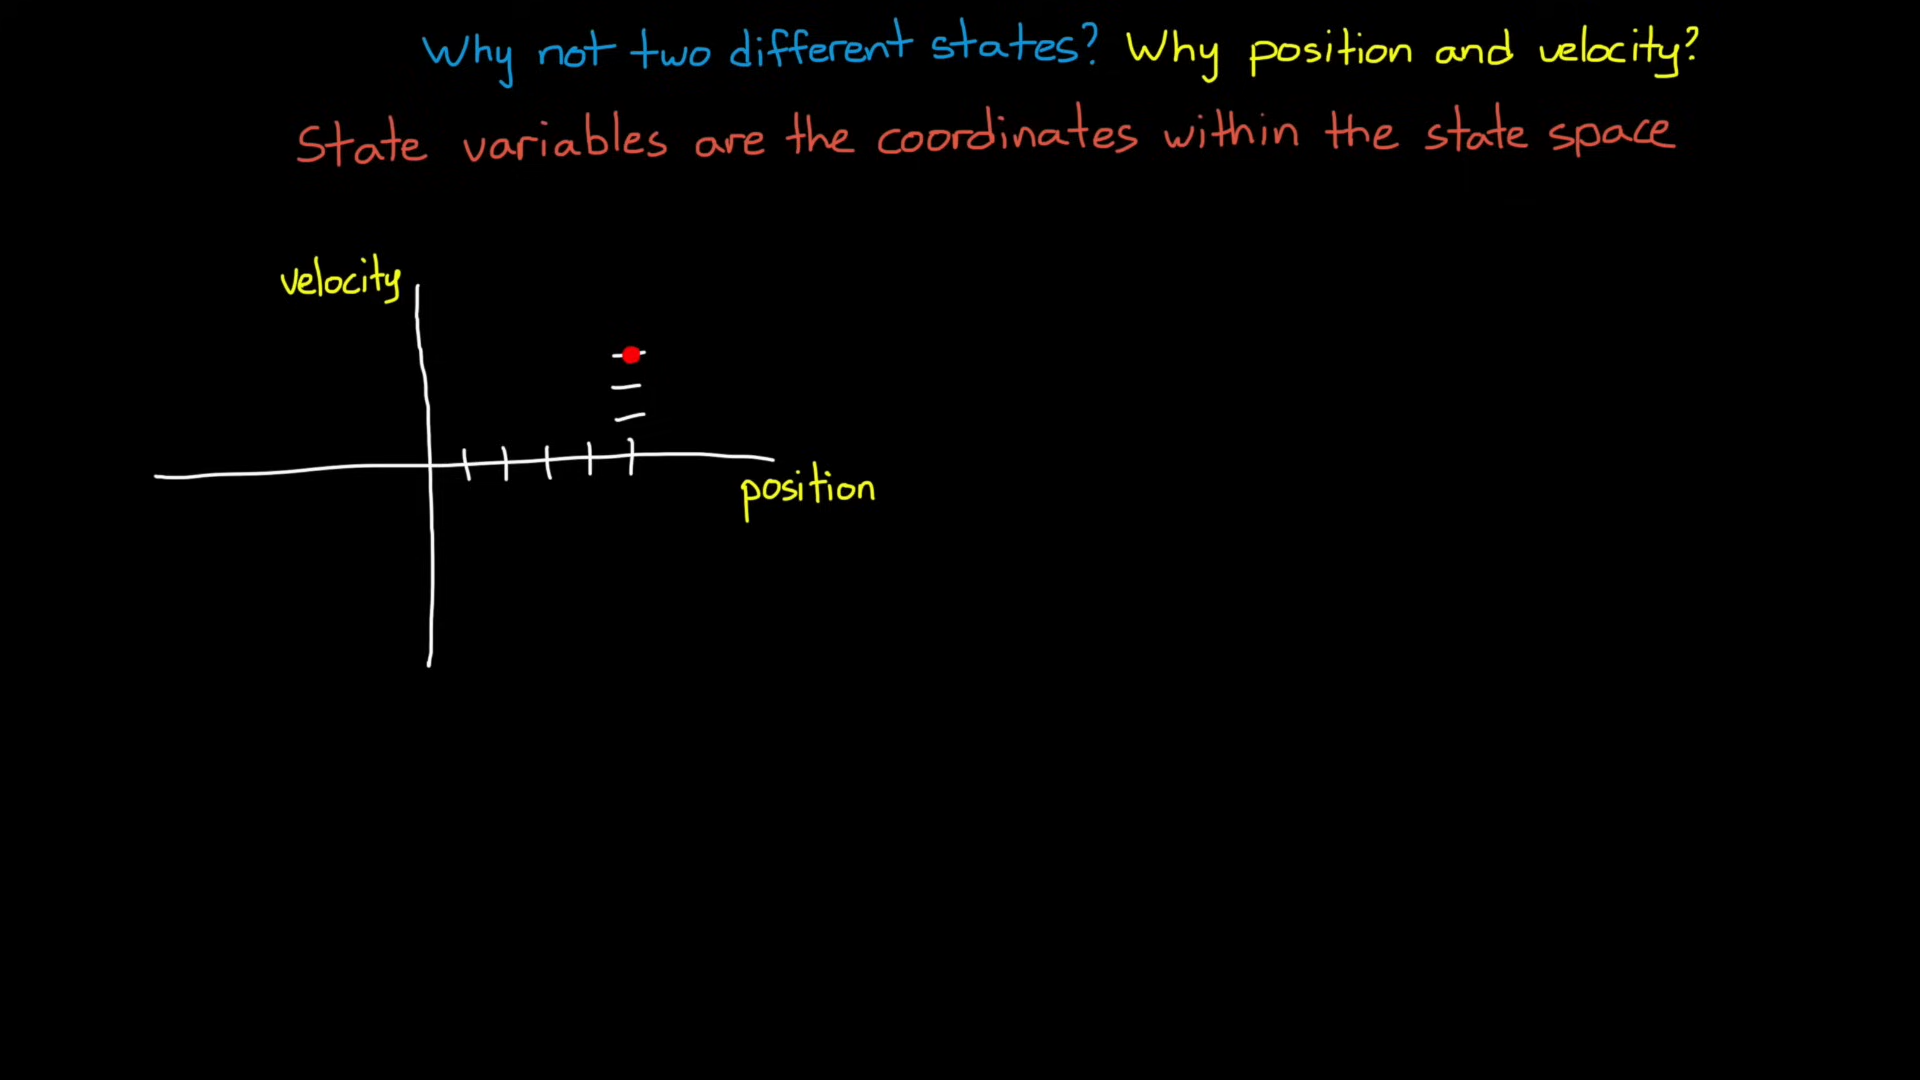 Why not two different states? Why position and velocity?
State variables are the coordinates within the state space
velocity
position